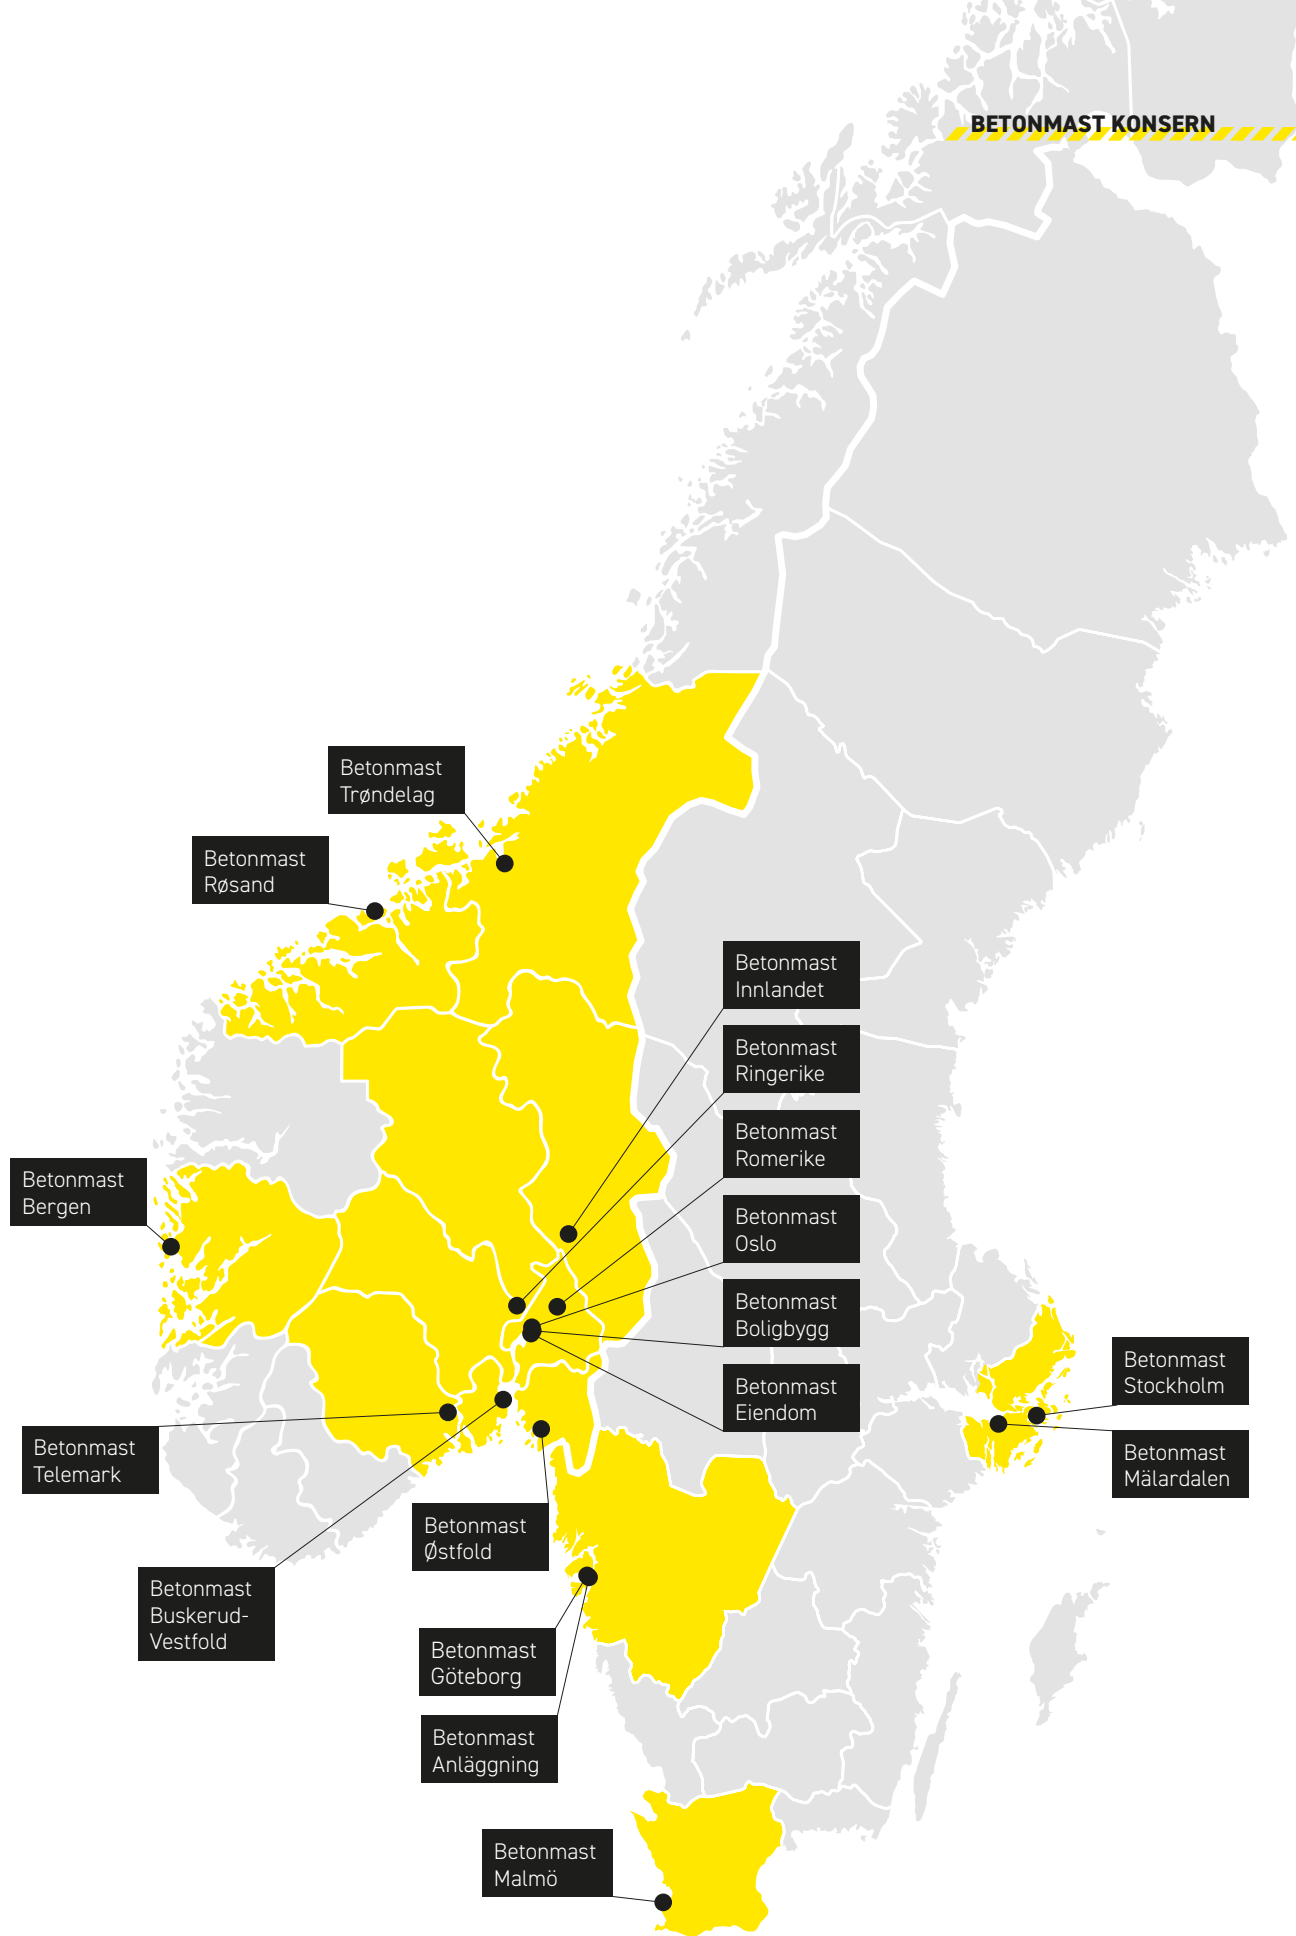 BETONMAST KONSERN
Betonmast
Trøndelag
Betonmast
Røsand
Betonmast
Innlandet
Betonmast
Ringerike
Betonmast
Romerike
Betonmast
Oslo
Betonmast
Boligbygg
Betonmast
Eiendom
Betonmast
Bergen
Betonmast
Stockholm
Betonmast
Mälardalen
Betonmast
Telemark
Betonmast
Østfold
Betonmast
Buskerud-
Vestfold
Betonmast
Göteborg
Betonmast
Anläggning
Betonmast
Malmö